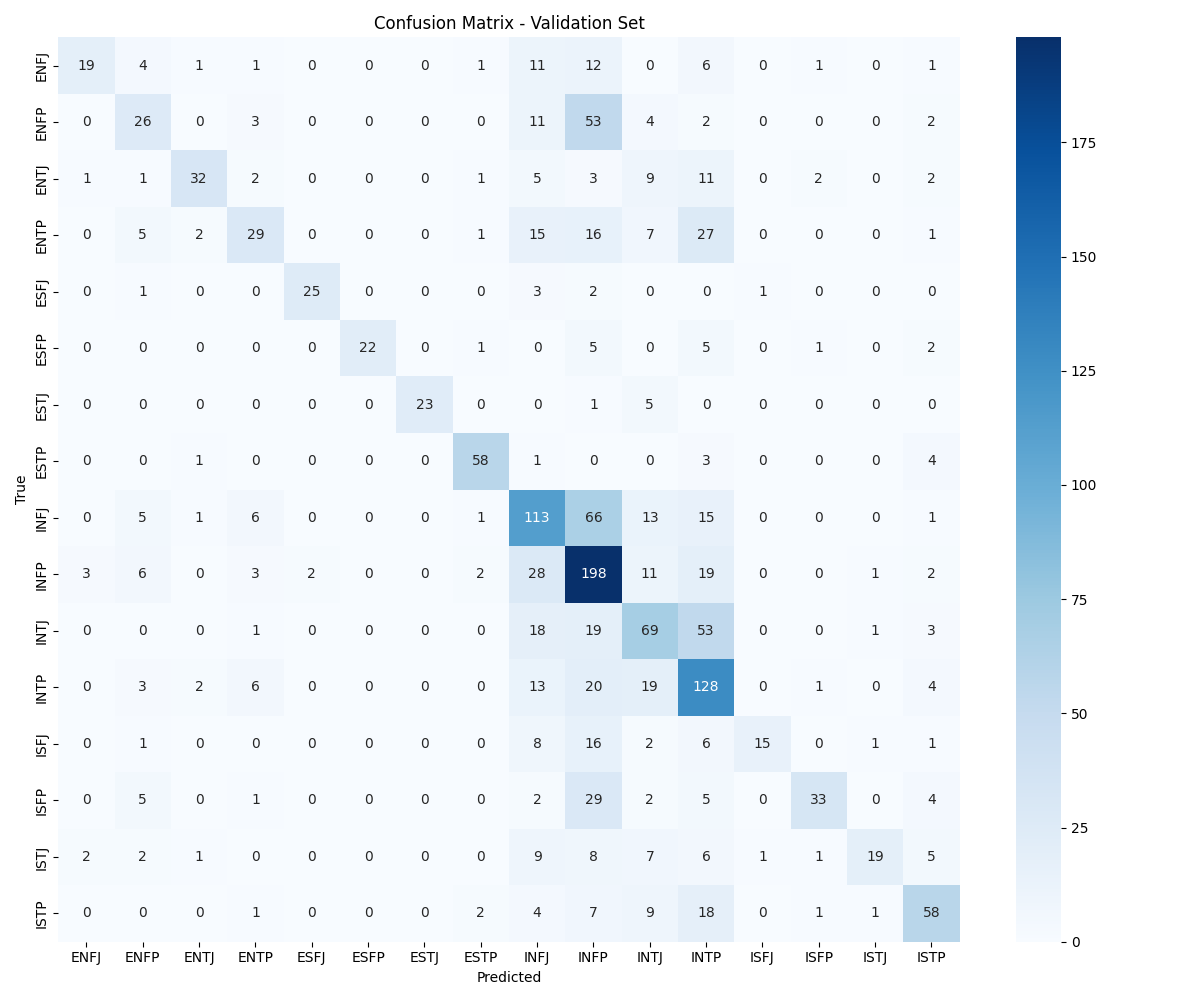 Confusion Matrix - Validation Set
True
ENFJ 19 4 1 1 0 0 0 1 11 12 0 6 0 1 0 1
ENFP 0 26 0 3 0 0 0 0 11 53 4 2 0 0 0 2
ENTJ 1 1 32 2 0 0 0 1 5 3 9 11 0 2 0 2
ENTP 0 5 2 29 0 0 0 1 15 16 7 27 0 0 0 1
ESFJ 0 1 0 0 25 0 0 0 3 2 0 0 1 0 0 0
ESFP 0 0 0 0 0 22 0 1 0 5 0 5 0 1 0 2
ESTJ 0 0 0 0 0 0 23 0 0 1 5 0 0 0 0 0
ESTP 0 0 1 0 0 0 0 58 1 0 0 3 0 0 0 4
INFJ 0 5 1 6 0 0 0 1 113 66 13 15 0 0 0 1
INFP 3 6 0 3 2 0 0 2 28 198 11 19 0 0 1 2
INTJ 0 0 0 1 0 0 0 0 18 19 69 53 0 0 1 3
INTP 0 3 2 6 0 0 0 0 13 20 19 128 0 1 0 4
ISFJ 0 1 0 0 0 0 0 0 8 16 2 6 15 0 1 1
ISFP 0 5 0 1 0 0 0 0 2 29 2 5 0 33 0 4
ISTJ 2 2 1 0 0 0 0 0 9 8 7 6 1 1 19 5
ISTP 0 0 0 1 0 0 0 2 4 7 9 18 0 1 1 58
ENFJ ENFP ENTJ ENTP ESFJ ESFP ESTJ ESTP INFJ INFP INTJ INTP ISFJ ISFP ISTJ ISTP
Predicted
175
150
125
100
75
50
25
0